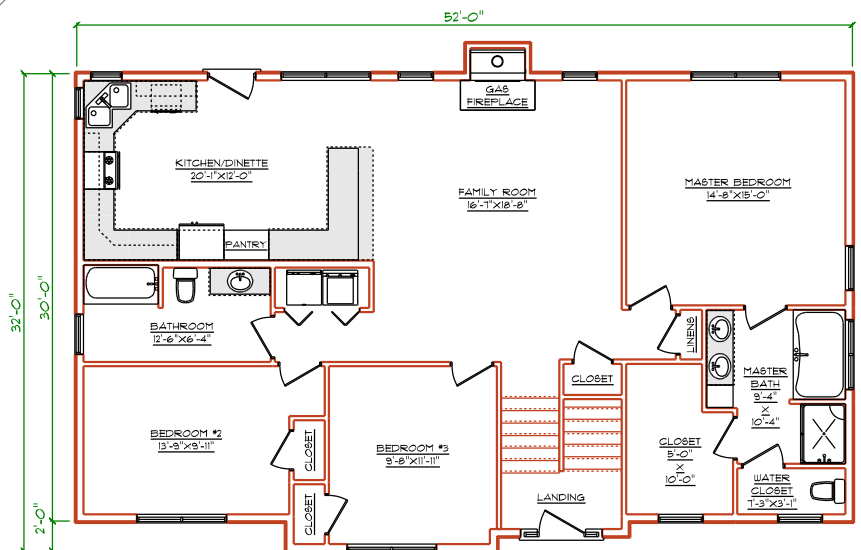 52'-0"
GAS
FIREPLACE
KITCHEN/DINETTE
20'-1"X12'-0"
FAMILY ROOM
16'-7"X18'-8"
MASTER BEDROOM
14'-8"X15'-0"
PANTRY
32'-0"
30'-0"
BATHROOM
12'-6"X6'-4"
LINENS
CLOSET
MASTER
BATH
9'-4"
X
10'-4"
BEDROOM #2
13'-9"X9'-11"
CLOSET
BEDROOM #3
9'-8"X11'-11"
CLOSET
5'-0"
X
10'-0"
WATER
CLOSET
7'-3"X3'-1"
LANDING
CLOSET
2'-0"